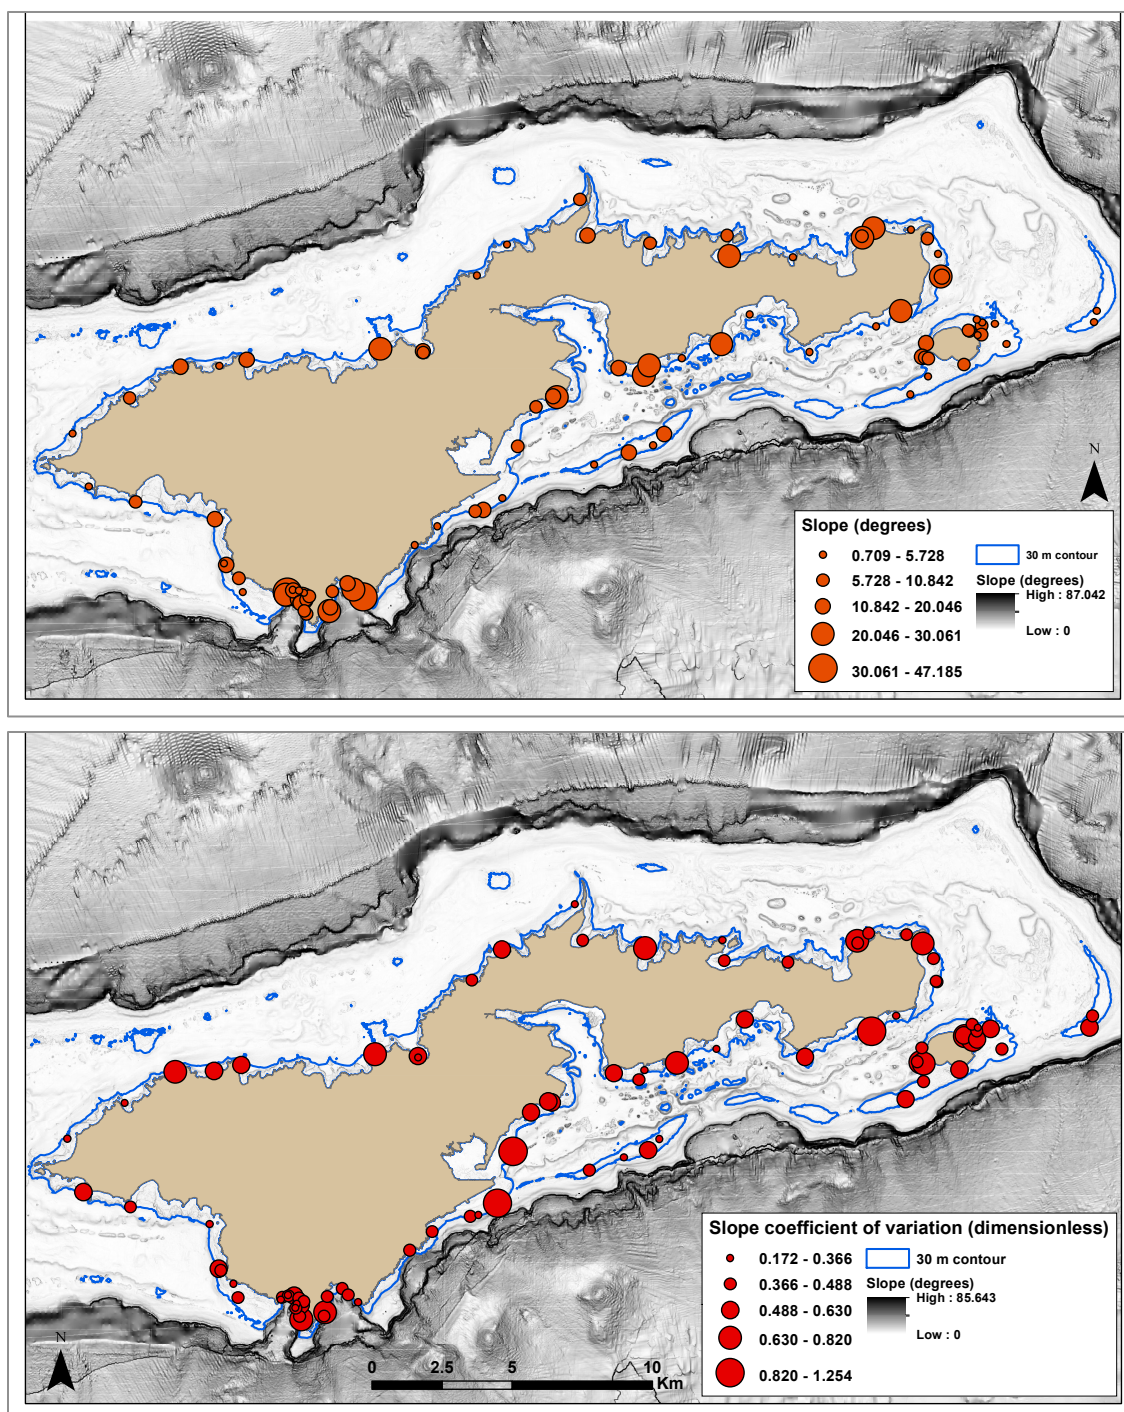 N
Slope (degrees)
0.709 - 5.728
5.728 - 10.842
10.842 - 20.046
20.046 - 30.061
30.061 - 47.185
30 m contour
Slope (degrees)
High : 87.042
Low : 0
Slope coefficient of variation (dimensionless)
0.172 - 0.366
0.366 - 0.488
0.488 - 0.630
0.630 - 0.820
0.820 - 1.254
30 m contour
Slope (degrees)
High : 85.643
Low : 0
N
0 2.5 5 10
Km